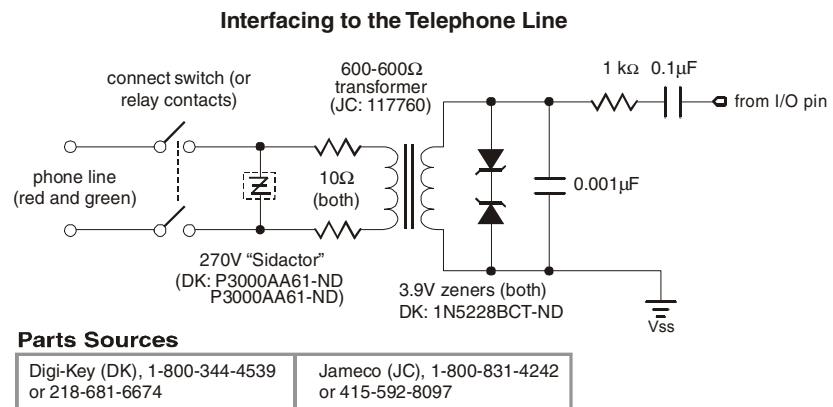 Interfacing to the Telephone Line
connect switch (or
relay contacts)
600-600Ω
transformer
(JC: 117760)
1 kΩ 0.1µF
from I/O pin
phone line
(red and green)
10Ω
(both)
0.001µF
270V “Sidactor”
(DK: P3000AA61-ND
P3000AA61-ND)
3.9V zeners (both)
DK: 1N5228BCT-ND
Vss
Parts Sources
Digi-Key (DK), 1-800-344-4539
or 218-681-6674
Jameco (JC), 1-800-831-4242
or 415-592-8097